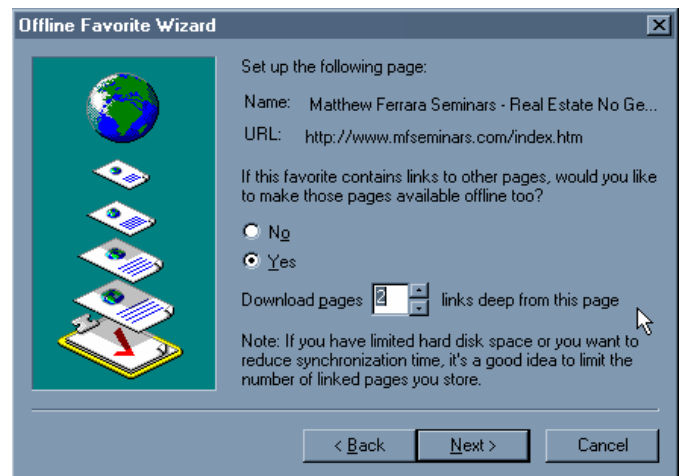 Offline Favorite Wizard
Set up the following page:
Name: Matthew Ferrara Seminars - Real Estate No Ge...
URL: http://www.mfseminars.com/index.htm
If this favorite contains links to other pages, would you like
to make those pages available offline too?
No
Yes
Download pages 2 links deep from this page
Note: If you have limited hard disk space or you want to
reduce synchronization time, it's a good idea to limit the
number of linked pages you store.
< Back Next > Cancel